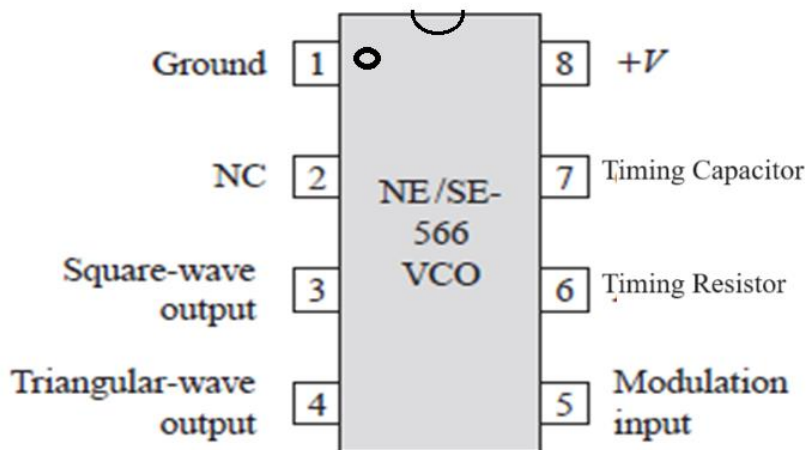 Ground 1
8 +V
NC 2
7 Timing Capacitor
NE/SE-
566
VCO
Square-wave
output
3
6 Timing Resistor
Triangular-wave
output
4
5
Modulation
input